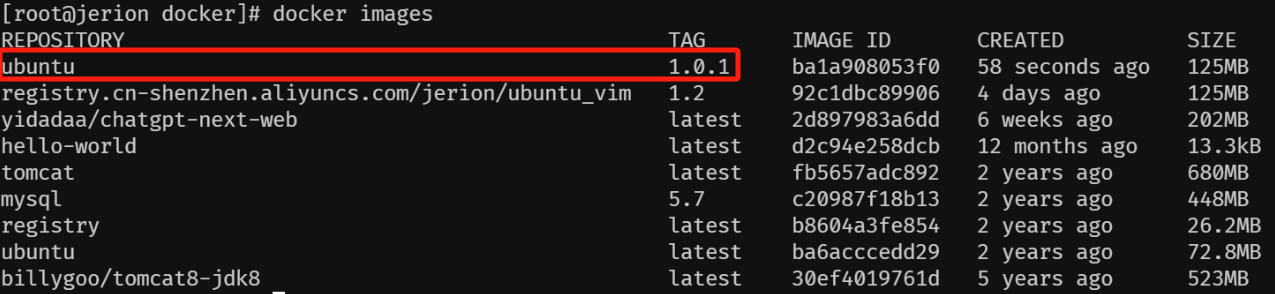 [root@jerion docker]# docker images
REPOSITORY TAG IMAGE ID CREATED SIZE
ubuntu 1.0.1 ba1a908053f0 58 seconds ago 125MB
registry.cn-shenzhen.aliyuncs.com/jerion/ubuntu_vim 1.2 92c1dbc89906 4 days ago 125MB
yidadaa/chatgpt-next-web latest 2d897983a6dd 6 weeks ago 202MB
hello-world latest d2c94e258dcb 12 months ago 13.3kB
tomcat latest fb5657adc892 2 years ago 680MB
mysql 5.7 c20987f18b13 2 years ago 448MB
registry latest b8604a3fe854 2 years ago 26.2MB
ubuntu latest ba6acccedd29 2 years ago 72.8MB
billygoo/tomcat8-jdk8 latest 30ef4019761d 5 years ago 523MB